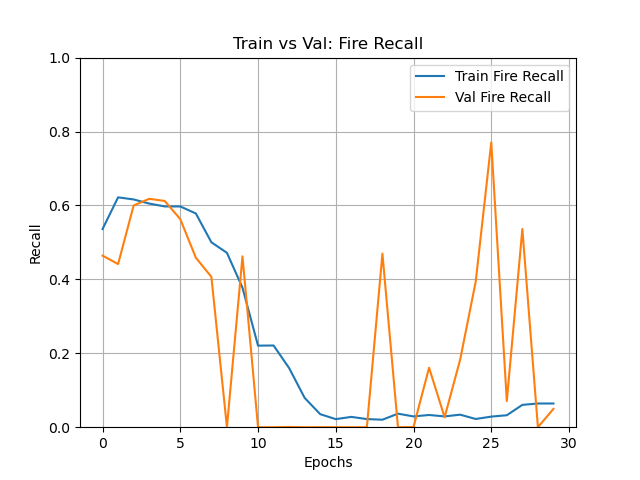 Train vs Val: Fire Recall
Train Fire Recall
Val Fire Recall
1.0
0.8
0.6
0.4
0.2
0.0
Recall
0 5 10 15 20 25 30
Epochs